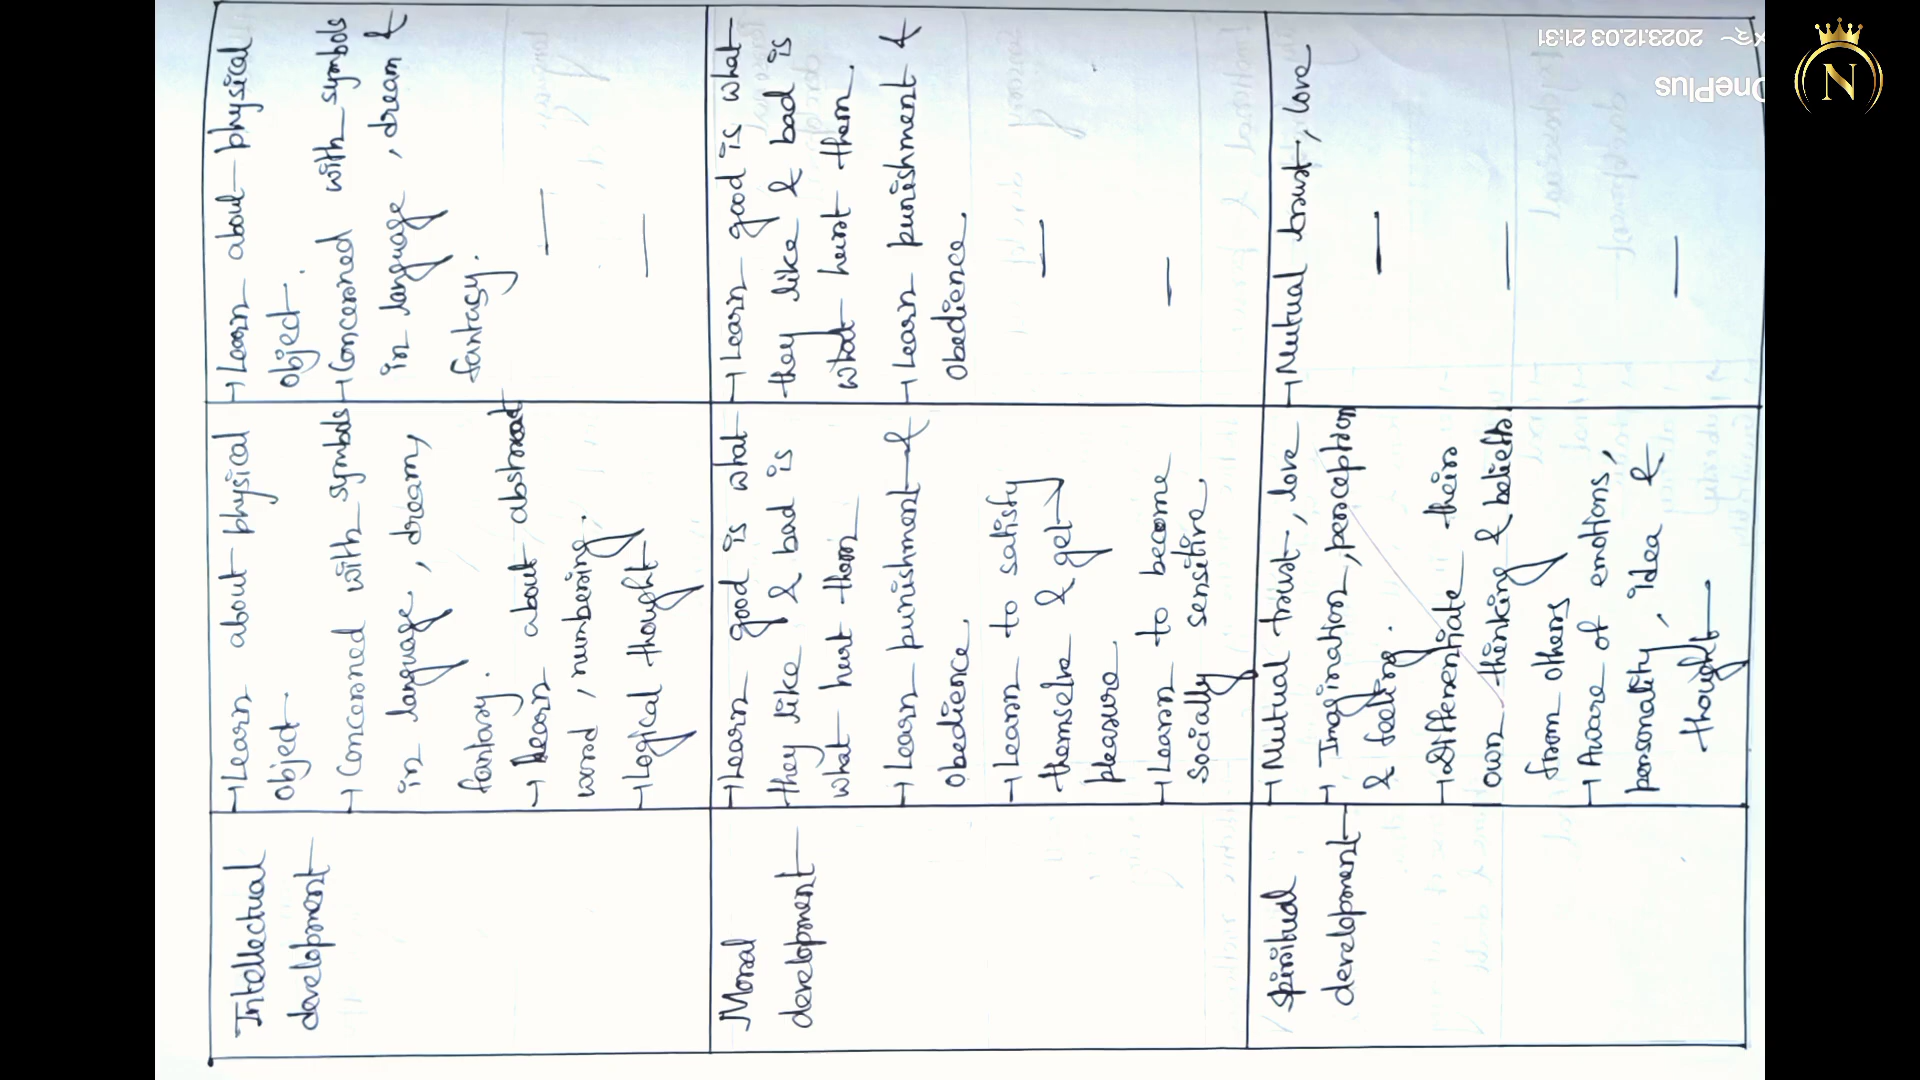 Intellectual
development
→ Learn about physical
object.
→ Concerned with symbols
in language, dream,
fantasy.
→ Learn about abstract
word, numbering.
→ Logical thought
→ Learn about physical
object.
→ Concerned with symbols
in language, dream &
fantasy.
—
—
Moral
development
→ Learn good is what
they like & bad is
what hurt them
→ Learn punishment &
obedience
→ Learn to satisfy
themselve & get
pleasure
→ Learn to become
socially sensitive
→ Learn good is what
they like & bad is
what hurt them
→ Learn punishment &
obedience
—
—
Spiritual
development
→ Mutual trust, love
→ Imagination, perception
& feeling.
→ Differentiate their
own thinking & beliefs
from others
→ Aware of emotions,
personality, idea &
thought
→ Mutual trust, love
—
—
—
OnePlus
2023.12.03 21:31
N